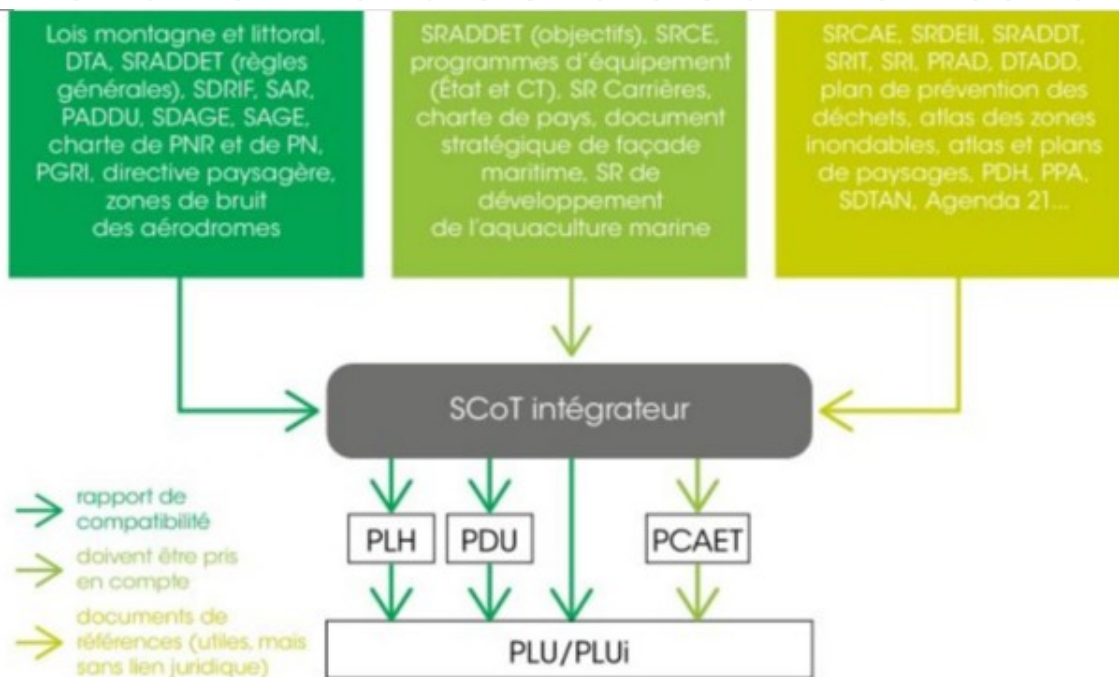 Lois montagne et littoral,
DTA, SRADDET (règles
générales), SDRIF, SAR,
PADDU, SDAGE, SAGE,
charte de PNR et de PN,
PGRI, directive paysagère,
zones de bruit
des aérodromes
SRADDET (objectifs), SRCE,
programmes d'équipement
(État et CT), SR Carrières,
charte de pays, document
stratégique de façade
maritime, SR de
développement
de l'aquaculture marine
SRCAE, SRDEII, SRADDT,
SRIT, SRI, PRAD, DTADD,
plan de prévention des
déchets, atlas des zones
inondables, atlas et plans
de paysages, PDH, PPA,
SDTAN, Agenda 21...
SCoT intégrateur
rapport de
compatibilité
doivent être pris
en compte
documents de
références (utiles, mais
sans lien juridique)
PLH
PDU
PCAET
PLU/PLUi